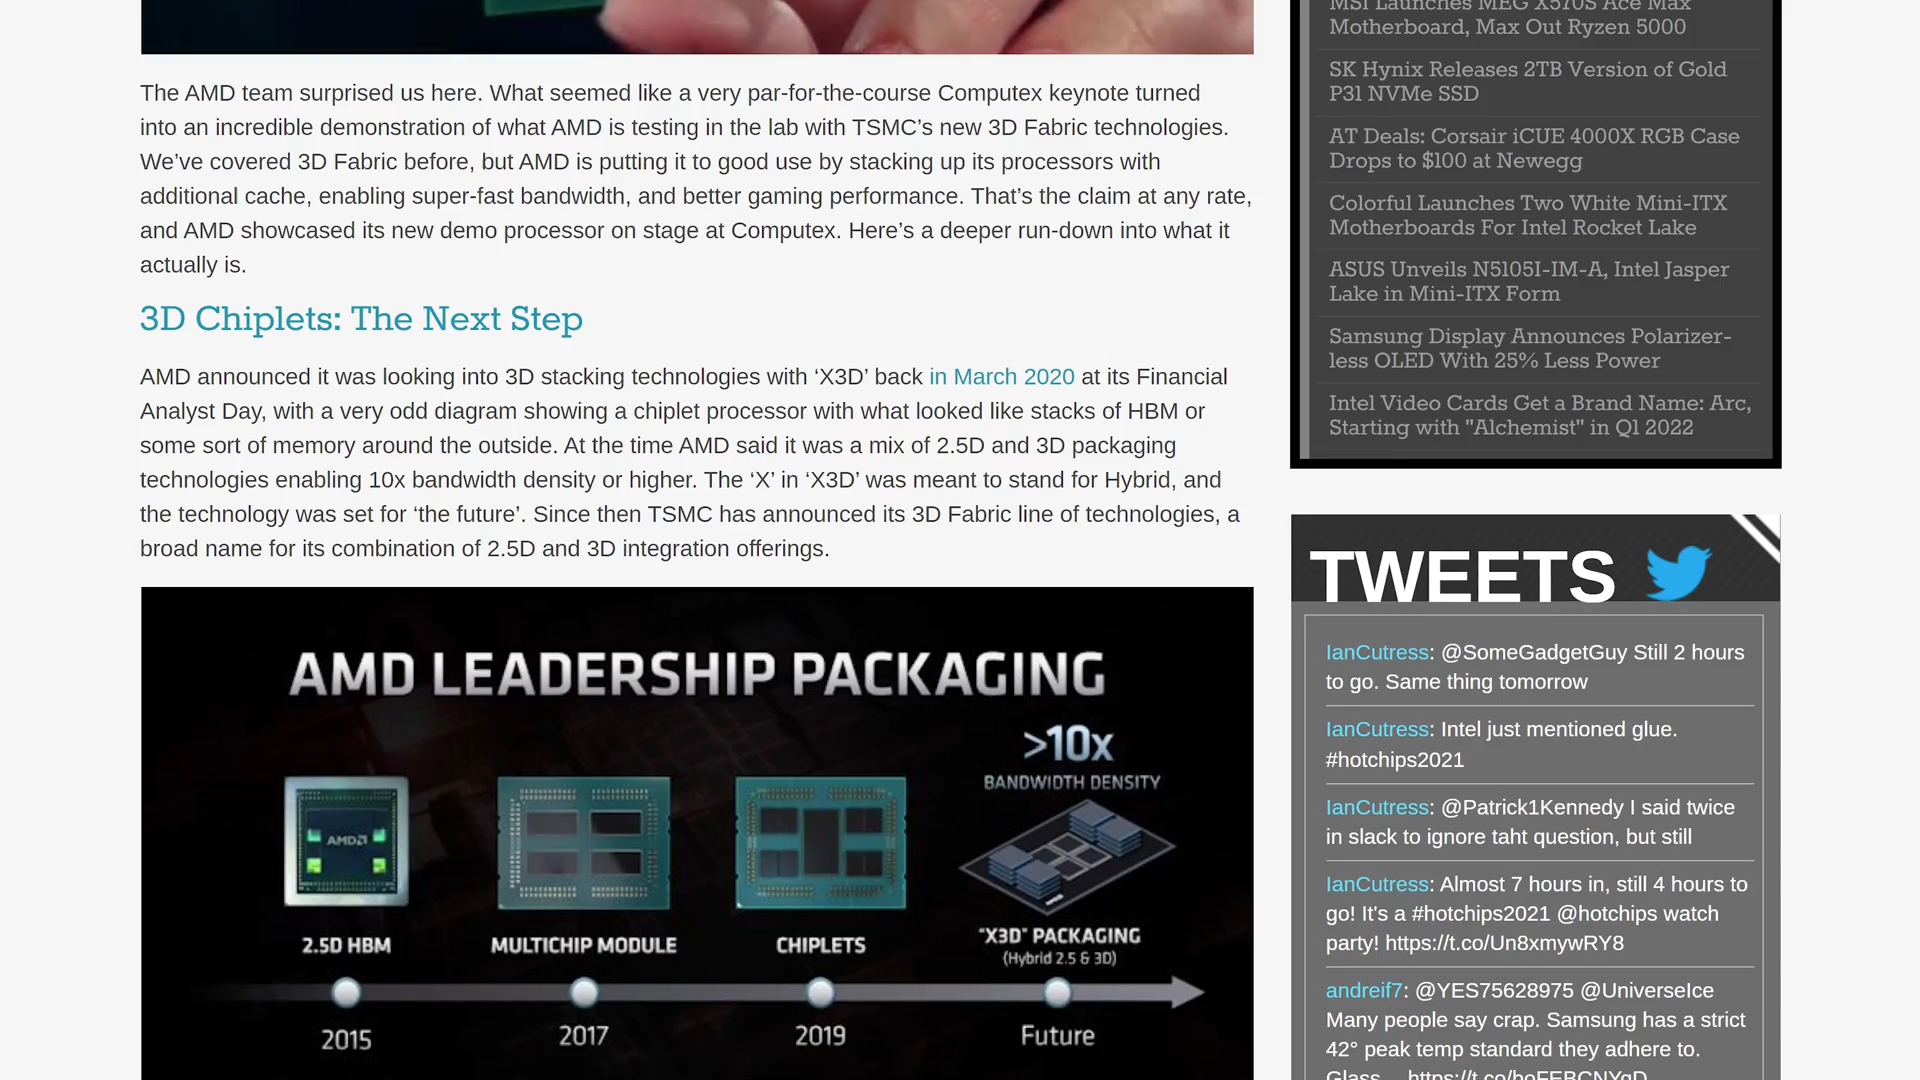 The AMD team surprised us here. What seemed like a very par-for-the-course Computex keynote turned
into an incredible demonstration of what AMD is testing in the lab with TSMC’s new 3D Fabric technologies.
We’ve covered 3D Fabric before, but AMD is putting it to good use by stacking up its processors with
additional cache, enabling super-fast bandwidth, and better gaming performance. That’s the claim at any rate,
and AMD showcased its new demo processor on stage at Computex. Here’s a deeper run-down into what it
actually is.
3D Chiplets: The Next Step
AMD announced it was looking into 3D stacking technologies with ‘X3D’ back in March 2020 at its Financial
Analyst Day, with a very odd diagram showing a chiplet processor with what looked like stacks of HBM or
some sort of memory around the outside. At the time AMD said it was a mix of 2.5D and 3D packaging
technologies enabling 10x bandwidth density or higher. The ‘X’ in ‘X3D’ was meant to stand for Hybrid, and
the technology was set for ‘the future’. Since then TSMC has announced its 3D Fabric line of technologies, a
broad name for its combination of 2.5D and 3D integration offerings.
AMD LEADERSHIP PACKAGING
>10x
BANDWIDTH DENSITY
AMD
2.5D HBM
MULTICHIP MODULE
CHIPLETS
"X3D" PACKAGING
(Hybrid 2.5 & 3D)
2015
2017
2019
Future
MSI Launches MEG X570S Ace Max
Motherboard, Max Out Ryzen 5000
SK Hynix Releases 2TB Version of Gold
P31 NVMe SSD
AT Deals: Corsair iCUE 4000X RGB Case
Drops to $100 at Newegg
Colorful Launches Two White Mini-ITX
Motherboards For Intel Rocket Lake
ASUS Unveils N5105I-IM-A, Intel Jasper
Lake in Mini-ITX Form
Samsung Display Announces Polarizer-
less OLED With 25% Less Power
Intel Video Cards Get a Brand Name: Arc,
Starting with "Alchemist" in Q1 2022
TWEETS
IanCutress: @SomeGadgetGuy Still 2 hours
to go. Same thing tomorrow
IanCutress: Intel just mentioned glue.
#hotchips2021
IanCutress: @Patrick1Kennedy I said twice
in slack to ignore taht question, but still
IanCutress: Almost 7 hours in, still 4 hours to
go! It's a #hotchips2021 @hotchips watch
party! https://t.co/Un8xmywRY8
andreif7: @YES75628975 @UniverseIce
Many people say crap. Samsung has a strict
42° peak temp standard they adhere to.
Glass… https://t.co/boFEBCNYgD